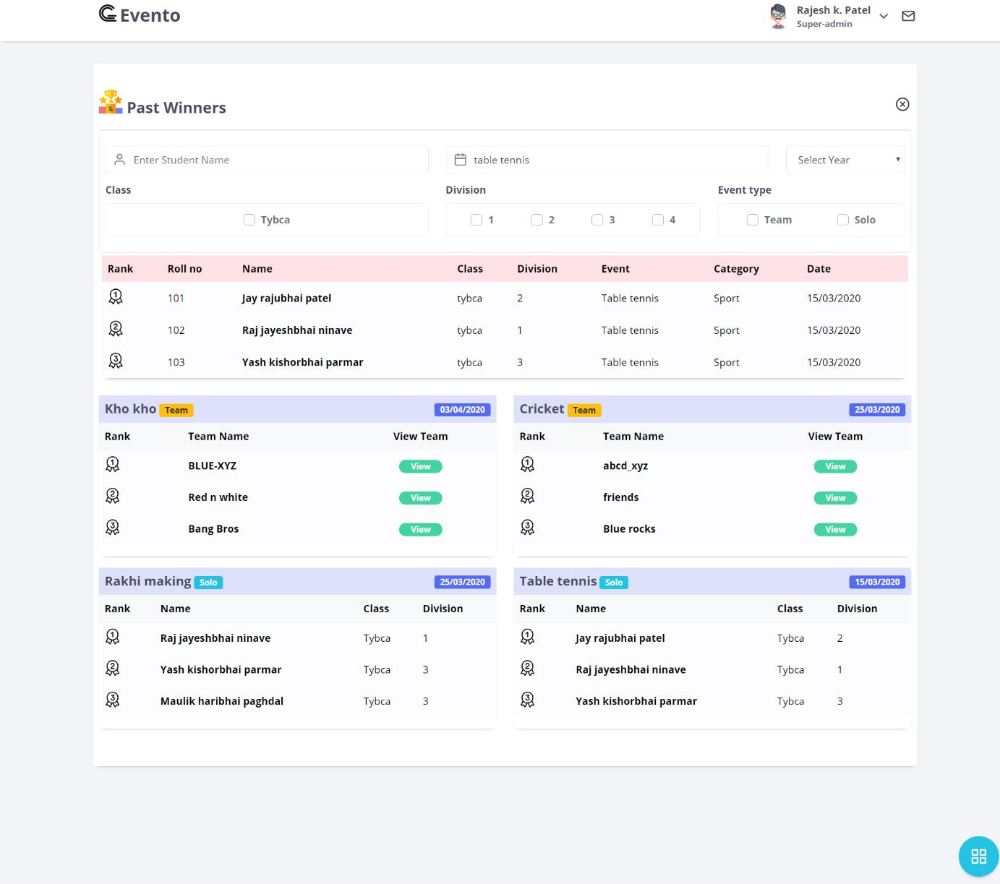 Evento
Rajesh k. Patel
Super-admin
Past Winners
Enter Student Name
table tennis
Select Year
Class
Division
Event type
Tybca
1 2 3 4
Team Solo
Rank Roll no Name Class Division Event Category Date
1 101 Jay rajubhai patel tybca 2 Table tennis Sport 15/03/2020
2 102 Raj jayeshbhai ninave tybca 1 Table tennis Sport 15/03/2020
3 103 Yash kishorbhai parmar tybca 3 Table tennis Sport 15/03/2020
Kho kho Team 03/04/2020
Rank Team Name View Team
1 BLUE-XYZ View
2 Red n white View
3 Bang Bros View
Cricket Team 25/03/2020
Rank Team Name View Team
1 abcd_xyz View
2 friends View
3 Blue rocks View
Rakhi making Solo 25/03/2020
Rank Name Class Division
1 Raj jayeshbhai ninave Tybca 1
2 Yash kishorbhai parmar Tybca 3
3 Maulik haribhai paghdal Tybca 3
Table tennis Solo 15/03/2020
Rank Name Class Division
1 Jay rajubhai patel Tybca 2
2 Raj jayeshbhai ninave Tybca 1
3 Yash kishorbhai parmar Tybca 3